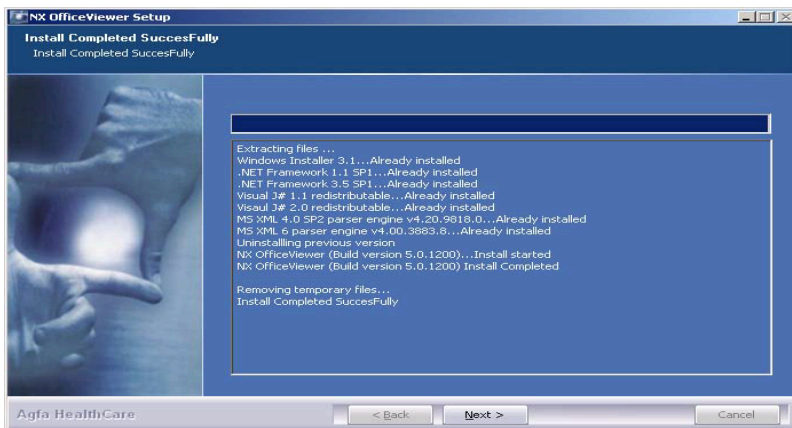 NX OfficeViewer Setup
Install Completed SuccesFully
Install Completed SuccesFully
Extracting files ...
Windows Installer 3.1...Already installed
.NET Framework 1.1 SP1...Already installed
.NET Framework 3.5 SP1...Already installed
Visual J# 1.1 redistributable...Already installed
Visaul J# 2.0 redistributable...Already installed
MS XML 4.0 SP2 parser engine v4.20.9818.0...Already installed
MS XML 6 parser engine v4.00.3883.8...Already installed
Uninstallling previous version
NX OfficeViewer (Build version 5.0.1200)...Install started
NX OfficeViewer (Build version 5.0.1200) Install Completed
Removing temporary files...
Install Completed SuccesFully
Agfa HealthCare
< Back
Next >
Cancel